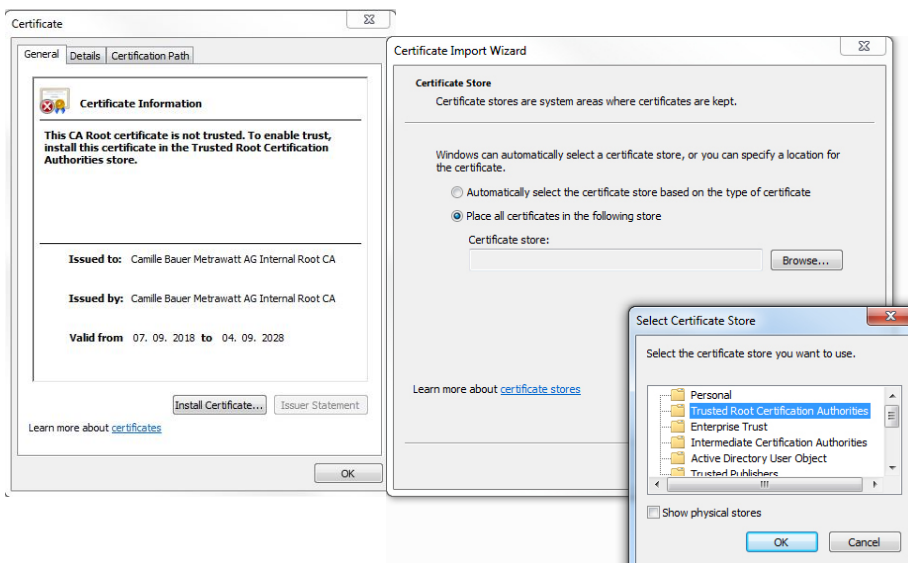 Certificate
General
Details
Certification Path
Certificate Information
This CA Root certificate is not trusted. To enable trust,
install this certificate in the Trusted Root Certification
Authorities store.
Issued to: Camille Bauer Metrawatt AG Internal Root CA
Issued by: Camille Bauer Metrawatt AG Internal Root CA
Valid from 07. 09. 2018 to 04. 09. 2028
Install Certificate...
Issuer Statement
Learn more about certificates
OK
Certificate Import Wizard
Certificate Store
Certificate stores are system areas where certificates are kept.
Windows can automatically select a certificate store, or you can specify a location for
the certificate.
Automatically select the certificate store based on the type of certificate
Place all certificates in the following store
Certificate store:
Browse...
Learn more about certificate stores
Select Certificate Store
Select the certificate store you want to use.
Personal
Trusted Root Certification Authorities
Enterprise Trust
Intermediate Certification Authorities
Active Directory User Object
Trusted Publishers
Show physical stores
OK
Cancel